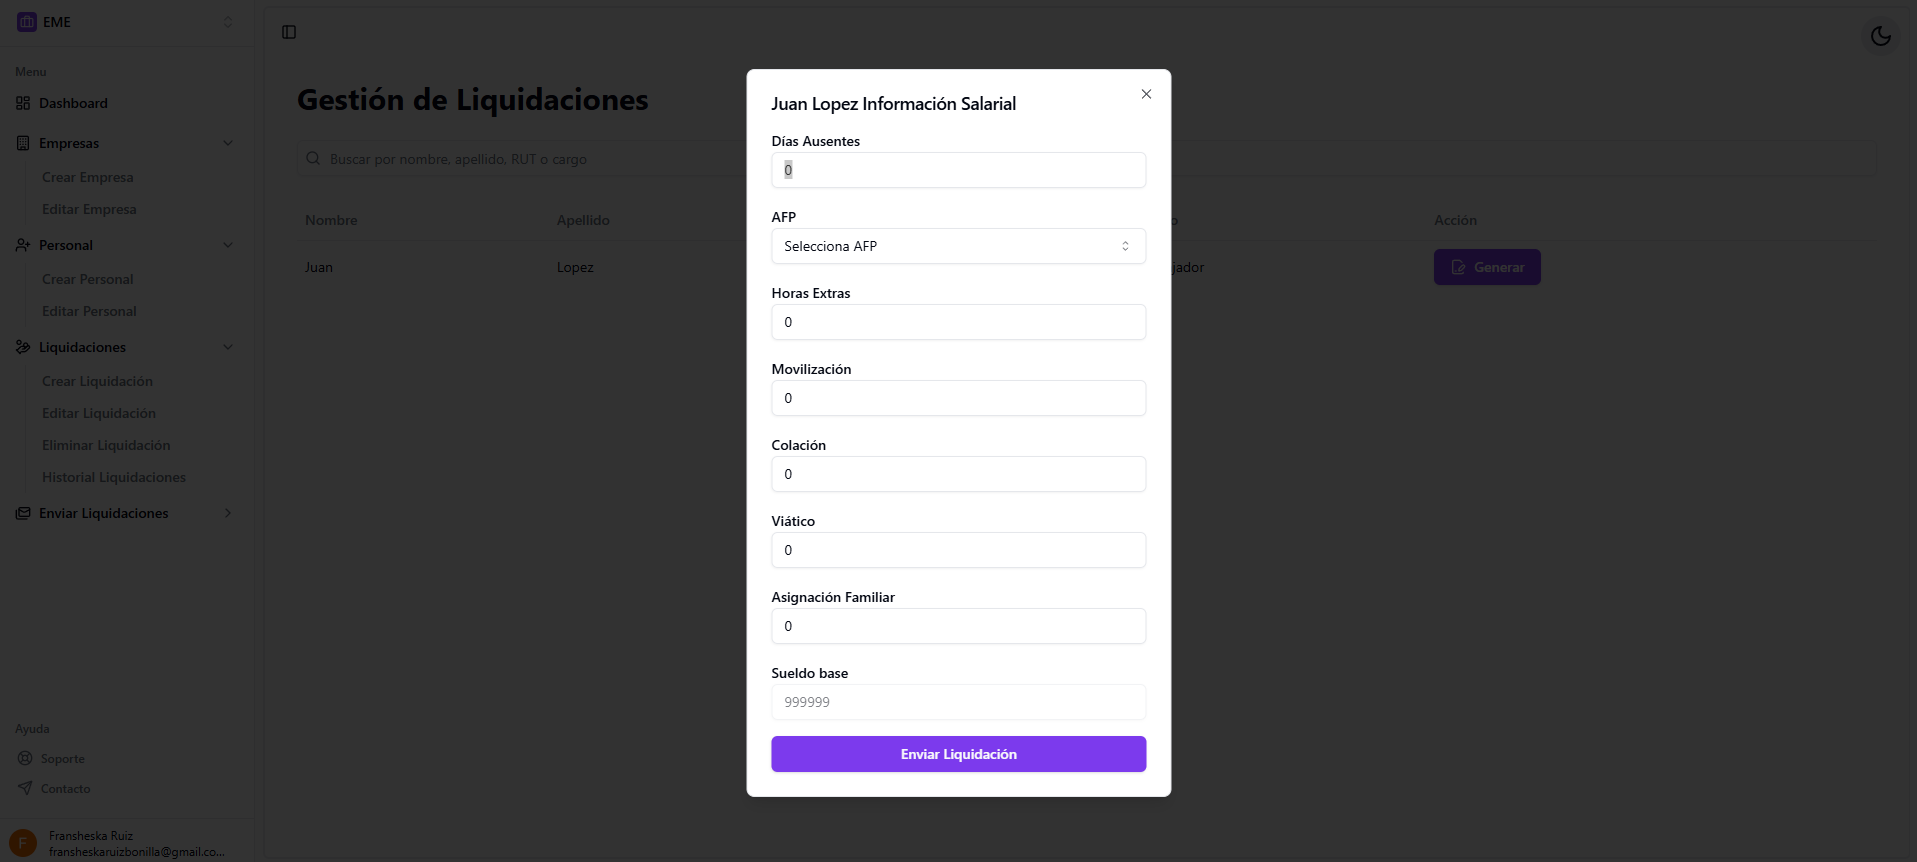 EME
Menu
Dashboard
Empresas
Crear Empresa
Editar Empresa
Personal
Crear Personal
Editar Personal
Liquidaciones
Crear Liquidación
Editar Liquidación
Eliminar Liquidación
Historial Liquidaciones
Enviar Liquidaciones
Ayuda
Soporte
Contacto
F
Fransheska Ruiz
fransheskaruizbonilla@gmail.co...
Gestión de Liquidaciones
Buscar por nombre, apellido, RUT o cargo
Nombre Apellido o Acción
Juan Lopez jador Generar
Juan Lopez Información Salarial
Días Ausentes
0
AFP
Selecciona AFP
Horas Extras
0
Movilización
0
Colación
0
Viático
0
Asignación Familiar
0
Sueldo base
999999
Enviar Liquidación